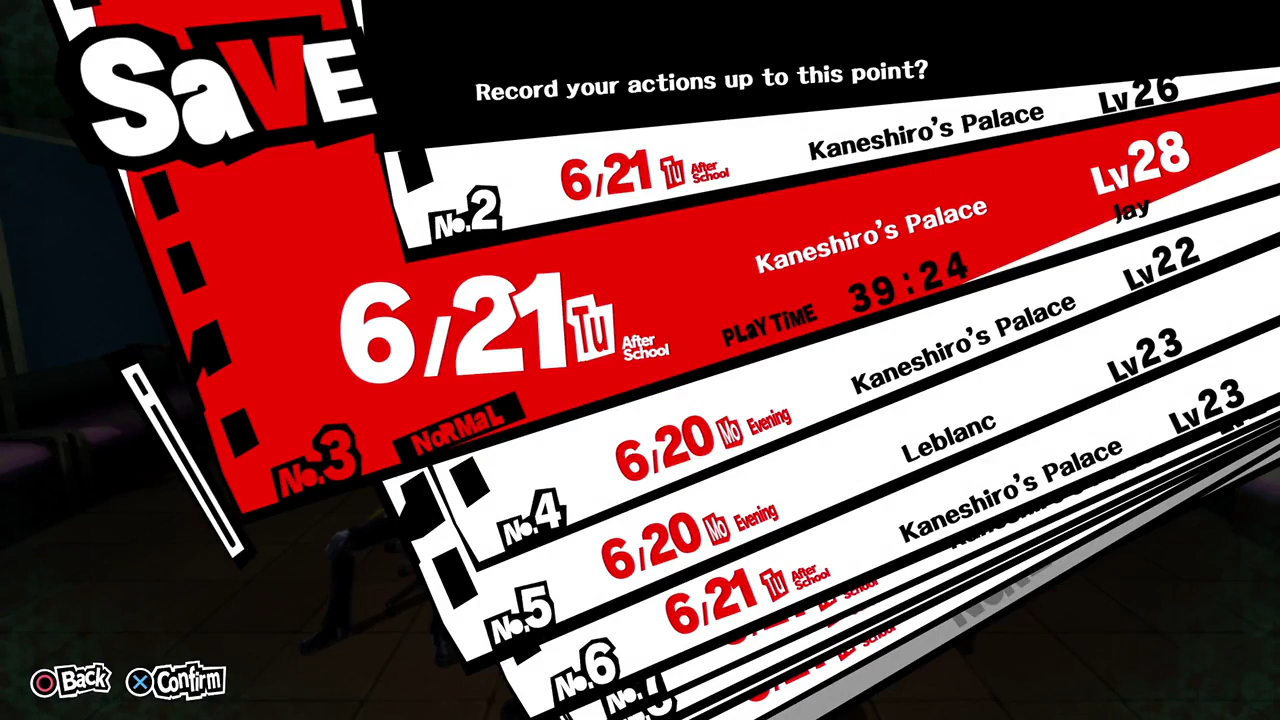 SaVE
Record your actions up to this point?
No.2 6/21 Tu After School Kaneshiro's Palace Lv26
No.3 6/21 Tu After School Kaneshiro's Palace Lv28
Jay
PLaY TiME 39:24
NoRMaL
No.4 6/20 Mo Evening Kaneshiro's Palace Lv22
No.5 6/20 Mo Evening Leblanc Lv23
No.6 6/21 Tu After School Kaneshiro's Palace Lv23
Back Confirm